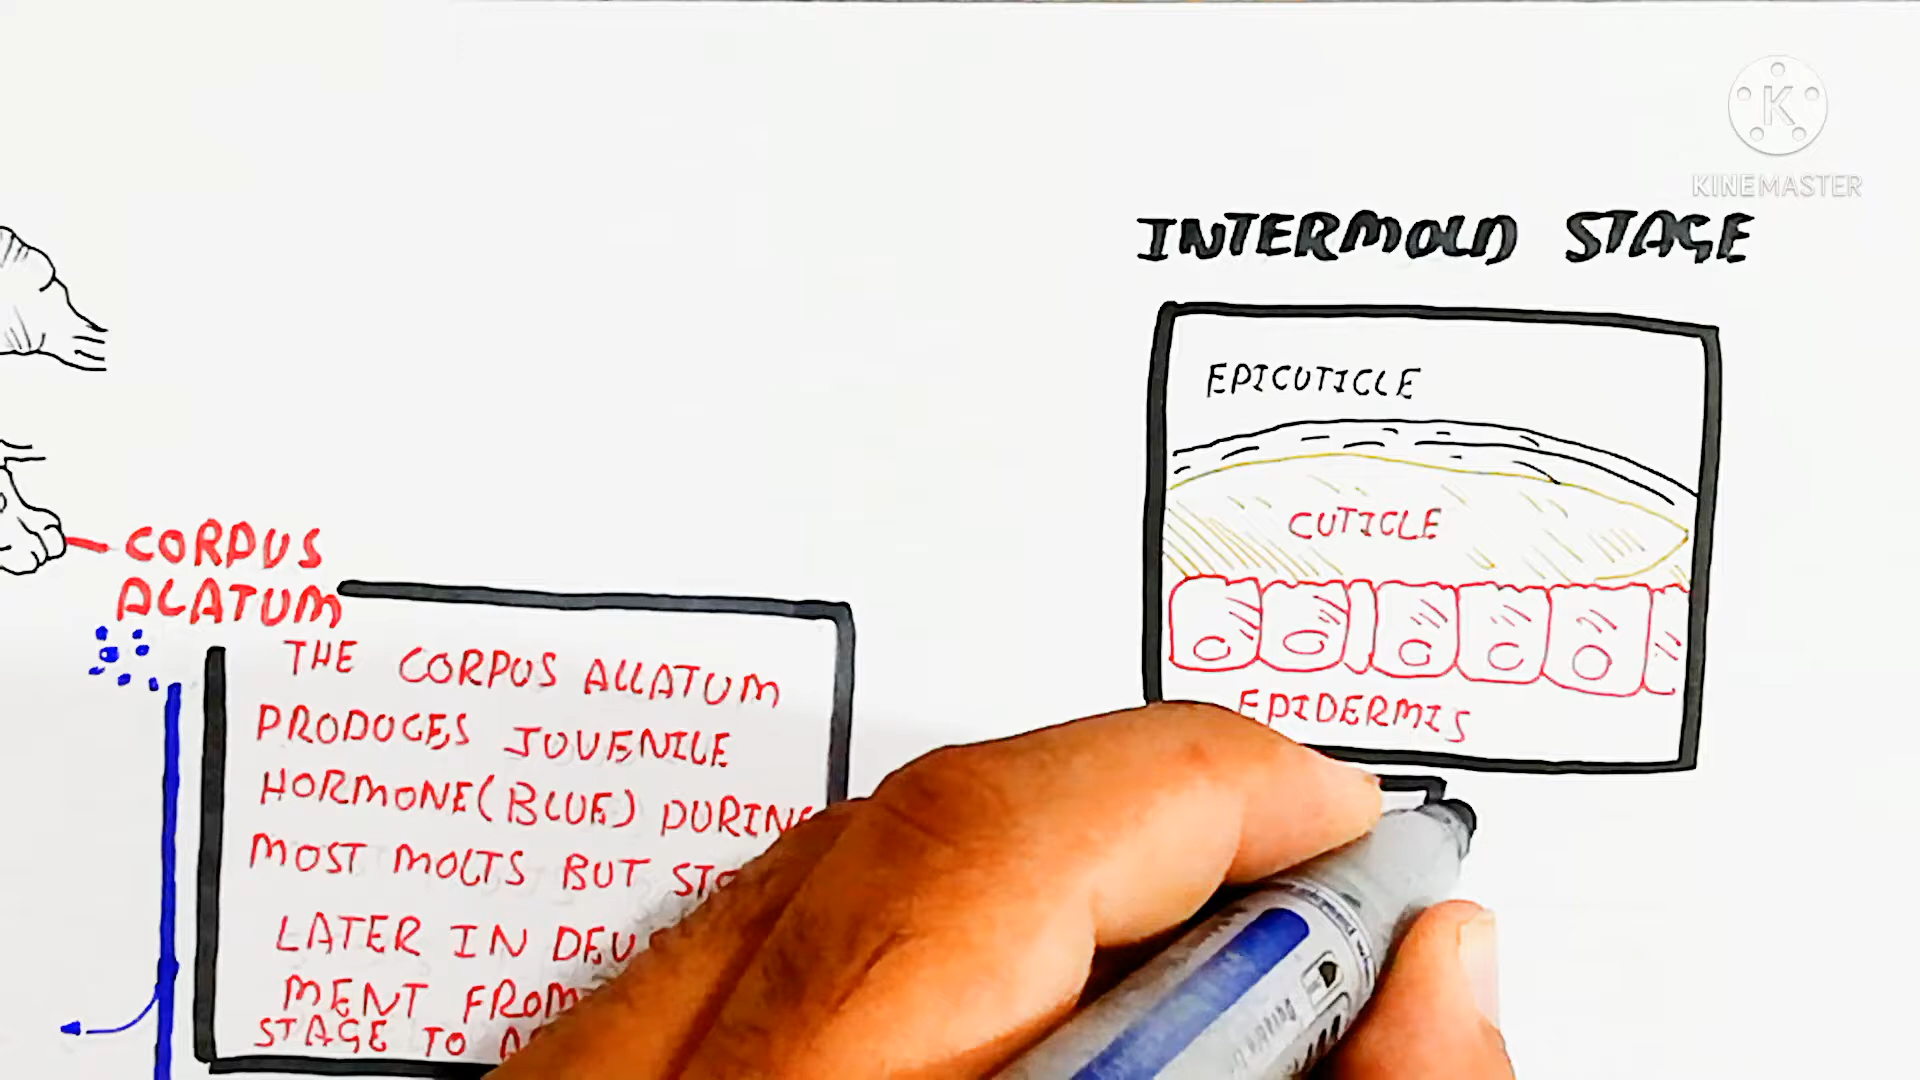 KINEMASTER
INTERMOLD STAGE
EPICUTICLE
CUTICLE
EPIDERMIS
CORPUS
ALATUM
THE CORPUS ALLATUM
PRODUCES JUVENILE
HORMONE(BLUE) DURING
MOST MOLTS BUT
LATER IN DEV
MENT FROM
STAGE TO